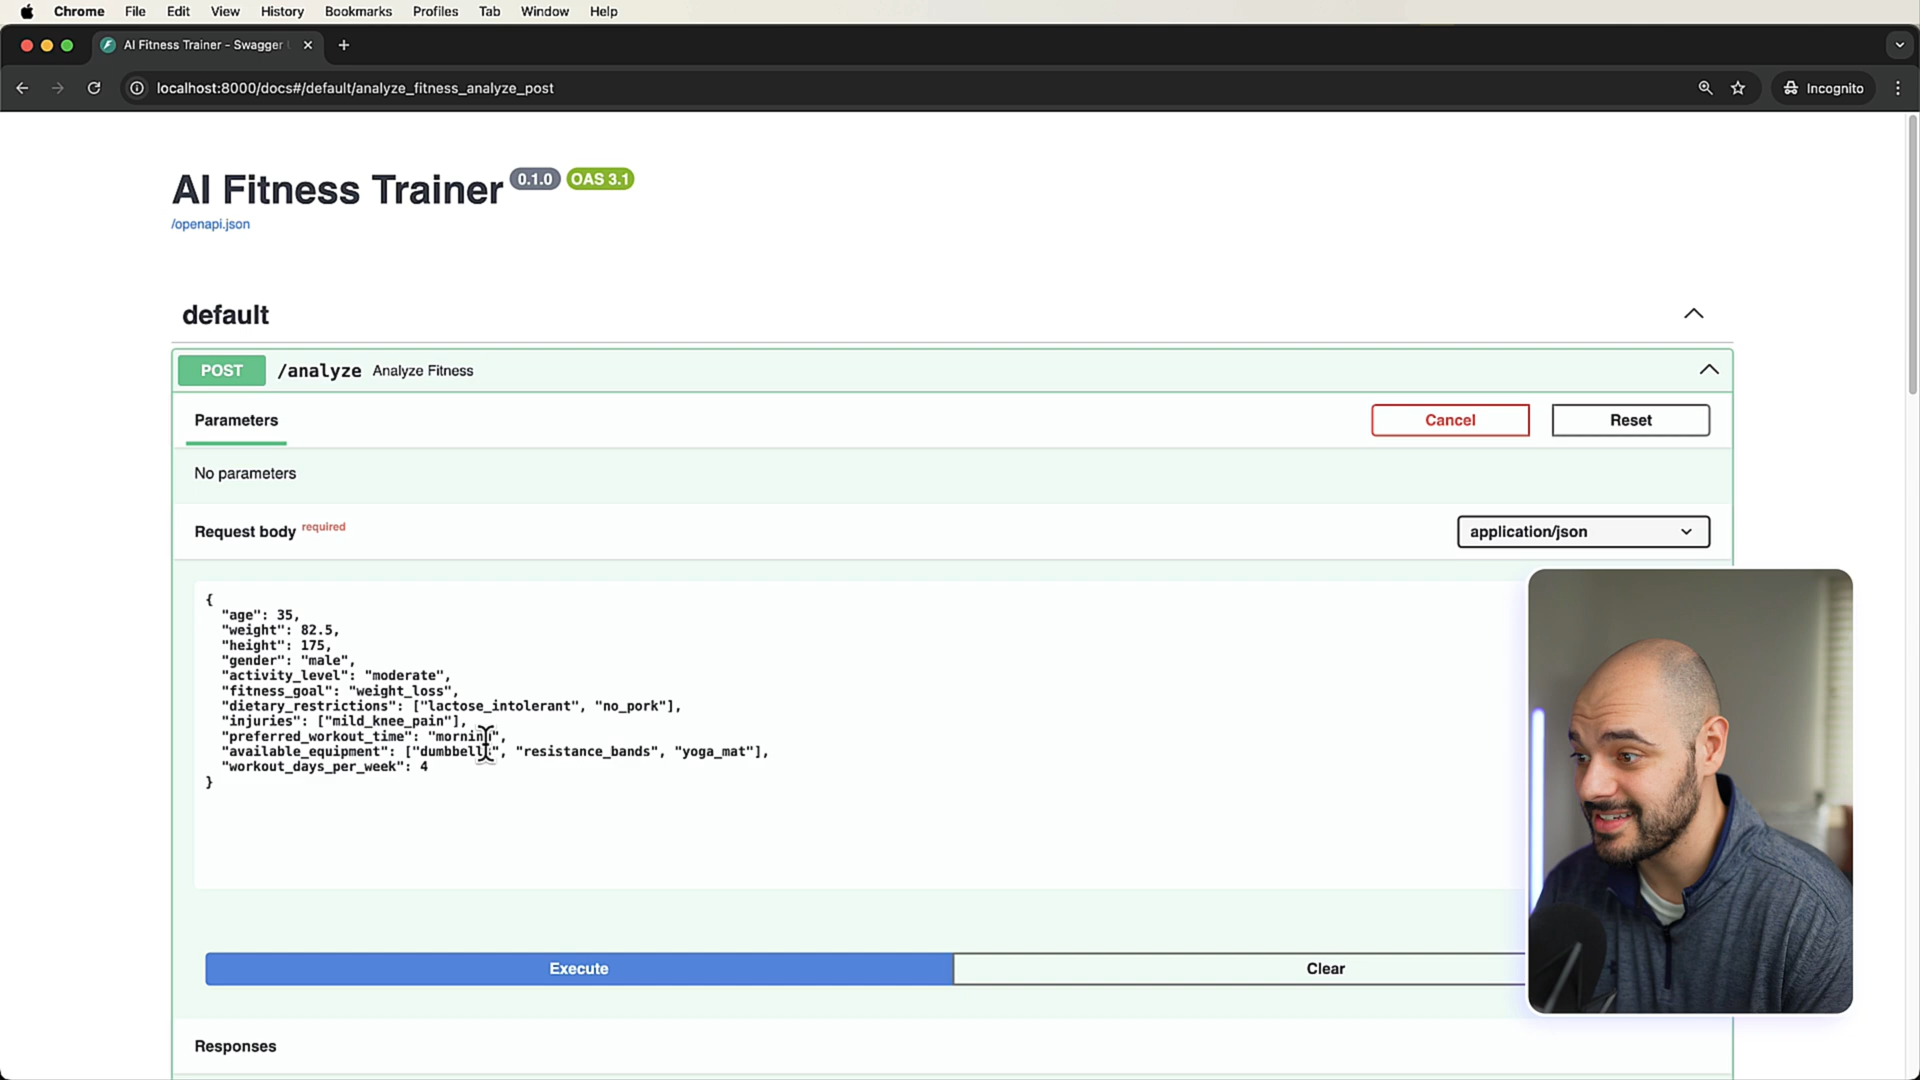 Chrome File Edit View History Bookmarks Profiles Tab Window Help
AI Fitness Trainer - Swagger
localhost:8000/docs#/default/analyze_fitness_analyze_post
Incognito
AI Fitness Trainer 0.1.0 OAS 3.1
/openapi.json
default
POST /analyze Analyze Fitness
Parameters
Cancel
Reset
No parameters
Request body required
application/json
{
"age": 35,
"weight": 82.5,
"height": 175,
"gender": "male",
"activity_level": "moderate",
"fitness_goal": "weight_loss",
"dietary_restrictions": ["lactose_intolerant", "no_pork"],
"injuries": ["mild_knee_pain"],
"preferred_workout_time": "morning",
"available_equipment": ["dumbbells", "resistance_bands", "yoga_mat"],
"workout_days_per_week": 4
}
Execute
Clear
Responses